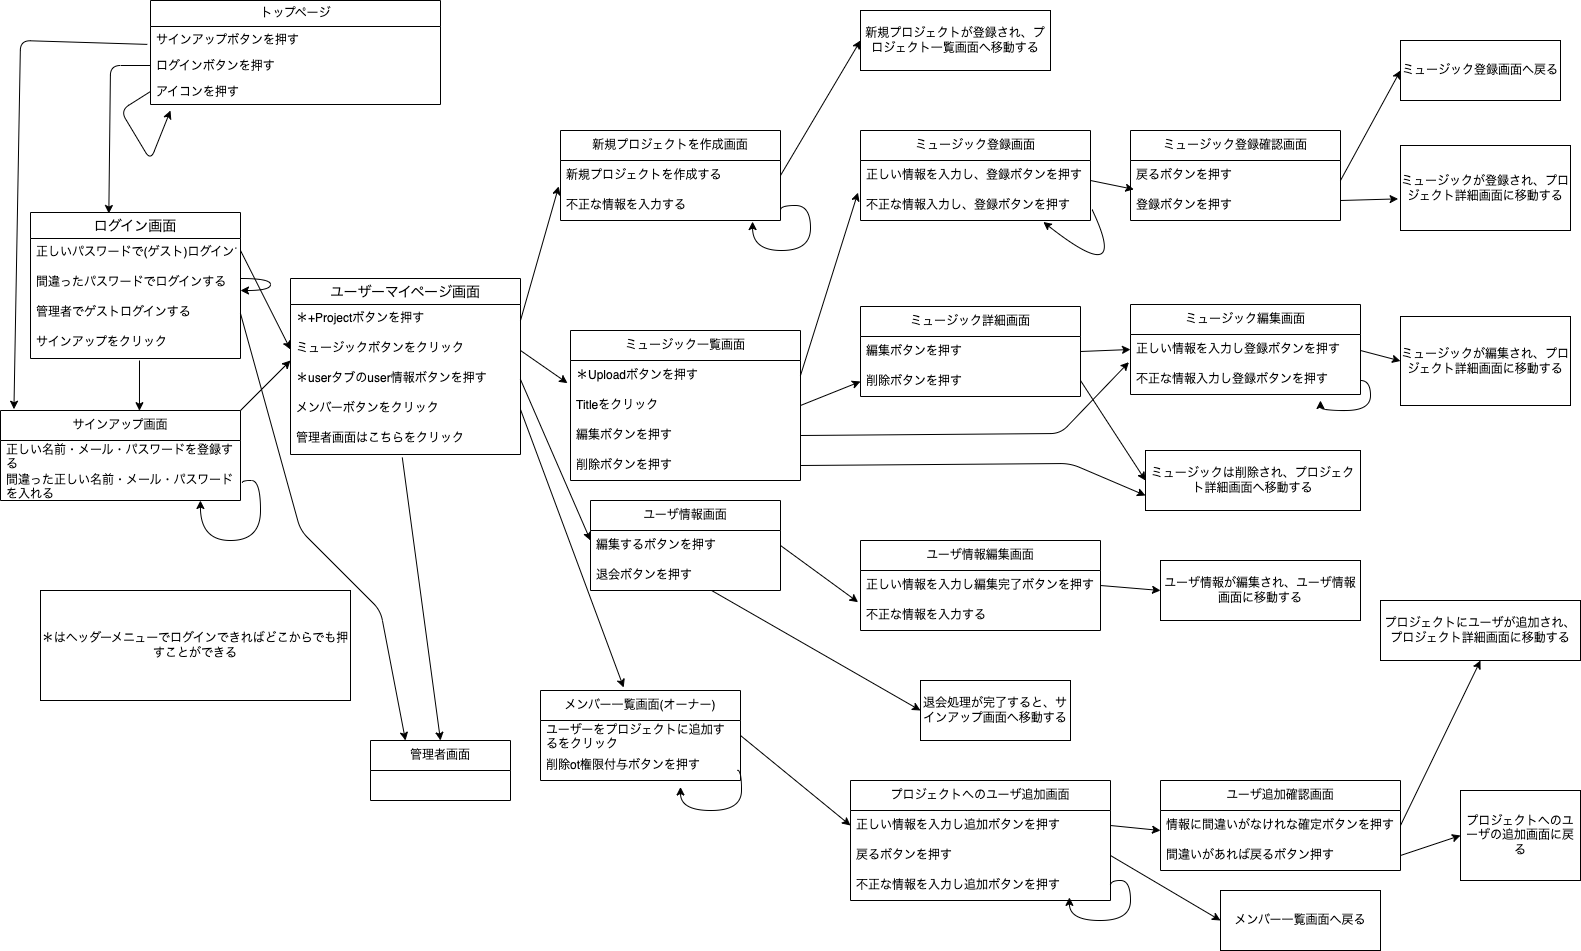 トップページ
サインアップボタンを押す
ログインボタンを押す
アイコンを押す
ログイン画面
正しいパスワードで(ゲスト)ログイン
間違ったパスワードでログインする
管理者でゲストログインする
サインアップをクリック
サインアップ画面
正しい名前・メール・パスワードを登録す
る
間違った正しい名前・メール・パスワード
を入れる
＊はヘッダーメニューでログインできればどこからでも押
すことができる
ユーザーマイページ画面
＊+Projectボタンを押す
ミュージックボタンをクリック
＊userタブのuser情報ボタンを押す
メンバーボタンをクリック
管理者画面はこちらをクリック
管理者画面
新規プロジェクトを作成画面
新規プロジェクトを作成する
不正な情報を入力する
新規プロジェクトが登録され、プ
ロジェクト一覧画面へ移動する
ミュージック一覧画面
＊Uploadボタンを押す
Titleをクリック
編集ボタンを押す
削除ボタンを押す
ミュージック登録画面
正しい情報を入力し、登録ボタンを押す
不正な情報入力し、登録ボタンを押す
ミュージック登録確認画面
戻るボタンを押す
登録ボタンを押す
ミュージック登録画面へ戻る
ミュージックが登録され、プロ
ジェクト詳細画面に移動する
ミュージック詳細画面
編集ボタンを押す
削除ボタンを押す
ミュージック編集画面
正しい情報を入力し登録ボタンを押す
不正な情報入力し登録ボタンを押す
ミュージックが編集され、プロ
ジェクト詳細画面に移動する
ミュージックは削除され、プロジェク
ト詳細画面へ移動する
ユーザ情報画面
編集するボタンを押す
退会ボタンを押す
ユーザ情報編集画面
正しい情報を入力し編集完了ボタンを押す
不正な情報を入力する
ユーザ情報が編集され、ユーザ情報
画面に移動する
退会処理が完了すると、サ
インアップ画面へ移動する
メンバー一覧画面(オーナー)
ユーザーをプロジェクトに追加す
るをクリック
削除ot権限付与ボタンを押す
プロジェクトへのユーザ追加画面
正しい情報を入力し追加ボタンを押す
戻るボタンを押す
不正な情報を入力し追加ボタンを押す
ユーザ追加確認画面
情報に間違いがなけれな確定ボタンを押す
間違いがあれば戻るボタン押す
プロジェクトにユーザが追加され、
プロジェクト詳細画面に移動する
プロジェクトへのユ
ーザの追加画面に戻
る
メンバー一覧画面へ戻る